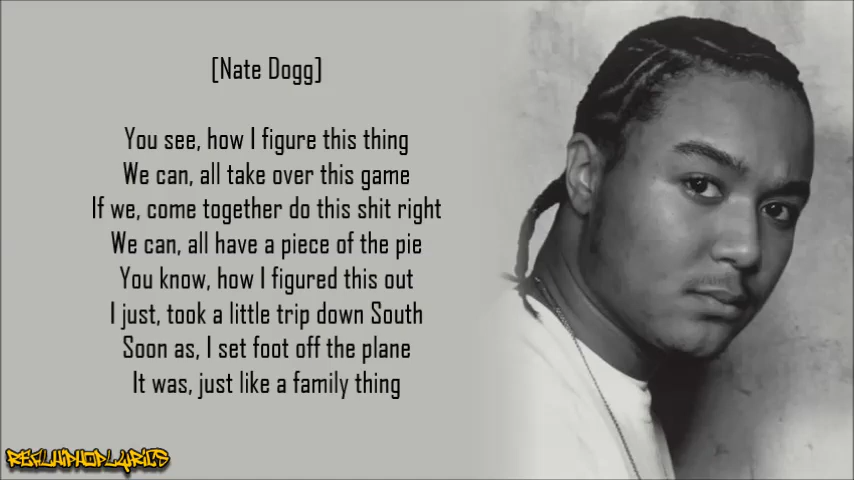 [Nate Dogg]
You see, how I figure this thing
We can, all take over this game
If we, come together do this shit right
We can, all have a piece of the pie
You know, how I figured this out
I just, took a little trip down South
Soon as, I set foot off the plane
It was, just like a family thing
REALHIPHOPLYRICS